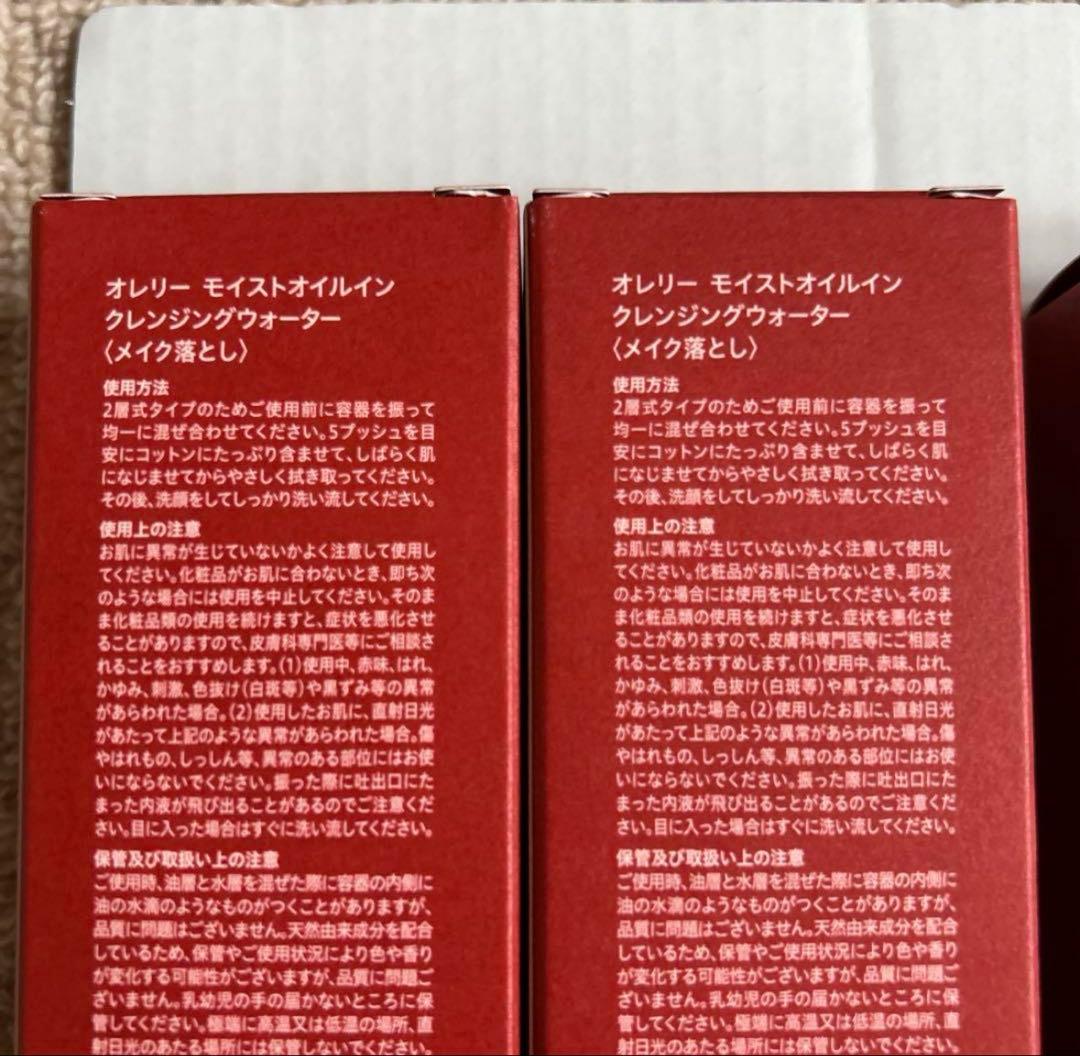 オレリー モイストオイルイン
クレンジングウォーター
〈メイク落とし〉
使用方法
2層式タイプのためご使用前に容器を振って
均一に混ぜ合わせてください。5プッシュを目
安にコットンにたっぷり含ませて、しばらく肌
になじませてからやさしく拭き取ってください。
その後、洗顔をしてしっかり洗い流してください。
使用上の注意
お肌に異常が生じていないかよく注意して使用し
てください。化粧品がお肌に合わないとき、即ち次
のような場合には使用を中止してください。そのま
ま化粧品類の使用を続けますと、症状を悪化させ
ることがありますので、皮膚科専門医等にご相談さ
れることをおすすめします。(1)使用中、赤味、はれ、
かゆみ、刺激、色抜け(白斑等)や黒ずみ等の異常
があらわれた場合。(2)使用したお肌に、直射日光
があたって上記のような異常があらわれた場合。傷
やはれもの、しっしん等、異常のある部位にはお使
いにならないでください。振った際に吐出口にた
まった内液が飛び出ることがあるのでご注意くだ
さい。目に入った場合はすぐに洗い流してください。
保管及び取扱い上の注意
ご使用時、油層と水層を混ぜた際に容器の内側に
油の水滴のようなものがつくことがありますが、
品質に問題はございません。天然由来成分を配合
しているため、保管やご使用状況により色や香り
が変化する可能性がございますが、品質に問題ご
ざいません。乳幼児の手の届かないところに保
管してください。極端に高温又は低温の場所、直
射日光のあたる場所には保管しないでください。
オレリー モイストオイルイン
クレンジングウォーター
〈メイク落とし〉
使用方法
2層式タイプのためご使用前に容器を振って
均一に混ぜ合わせてください。5プッシュを目
安にコットンにたっぷり含ませて、しばらく肌
になじませてからやさしく拭き取ってください。
その後、洗顔をしてしっかり洗い流してください。
使用上の注意
お肌に異常が生じていないかよく注意して使用し
てください。化粧品がお肌に合わないとき、即ち次
のような場合には使用を中止してください。そのま
ま化粧品類の使用を続けますと、症状を悪化させ
ることがありますので、皮膚科専門医等にご相談さ
れることをおすすめします。(1)使用中、赤味、はれ、
かゆみ、刺激、色抜け(白斑等)や黒ずみ等の異常
があらわれた場合。(2)使用したお肌に、直射日光
があたって上記のような異常があらわれた場合。傷
やはれもの、しっしん等、異常のある部位にはお使
いにならないでください。振った際に吐出口にた
まった内液が飛び出ることがあるのでご注意くだ
さい。目に入った場合はすぐに洗い流してください。
保管及び取扱い上の注意
ご使用時、油層と水層を混ぜた際に容器の内側に
油の水滴のようなものがつくことがありますが、
品質に問題はございません。天然由来成分を配合
しているため、保管やご使用状況により色や香り
が変化する可能性がございますが、品質に問題ご
ざいません。乳幼児の手の届かないところに保
管してください。極端に高温又は低温の場所、直
射日光のあたる場所には保管しないでください。